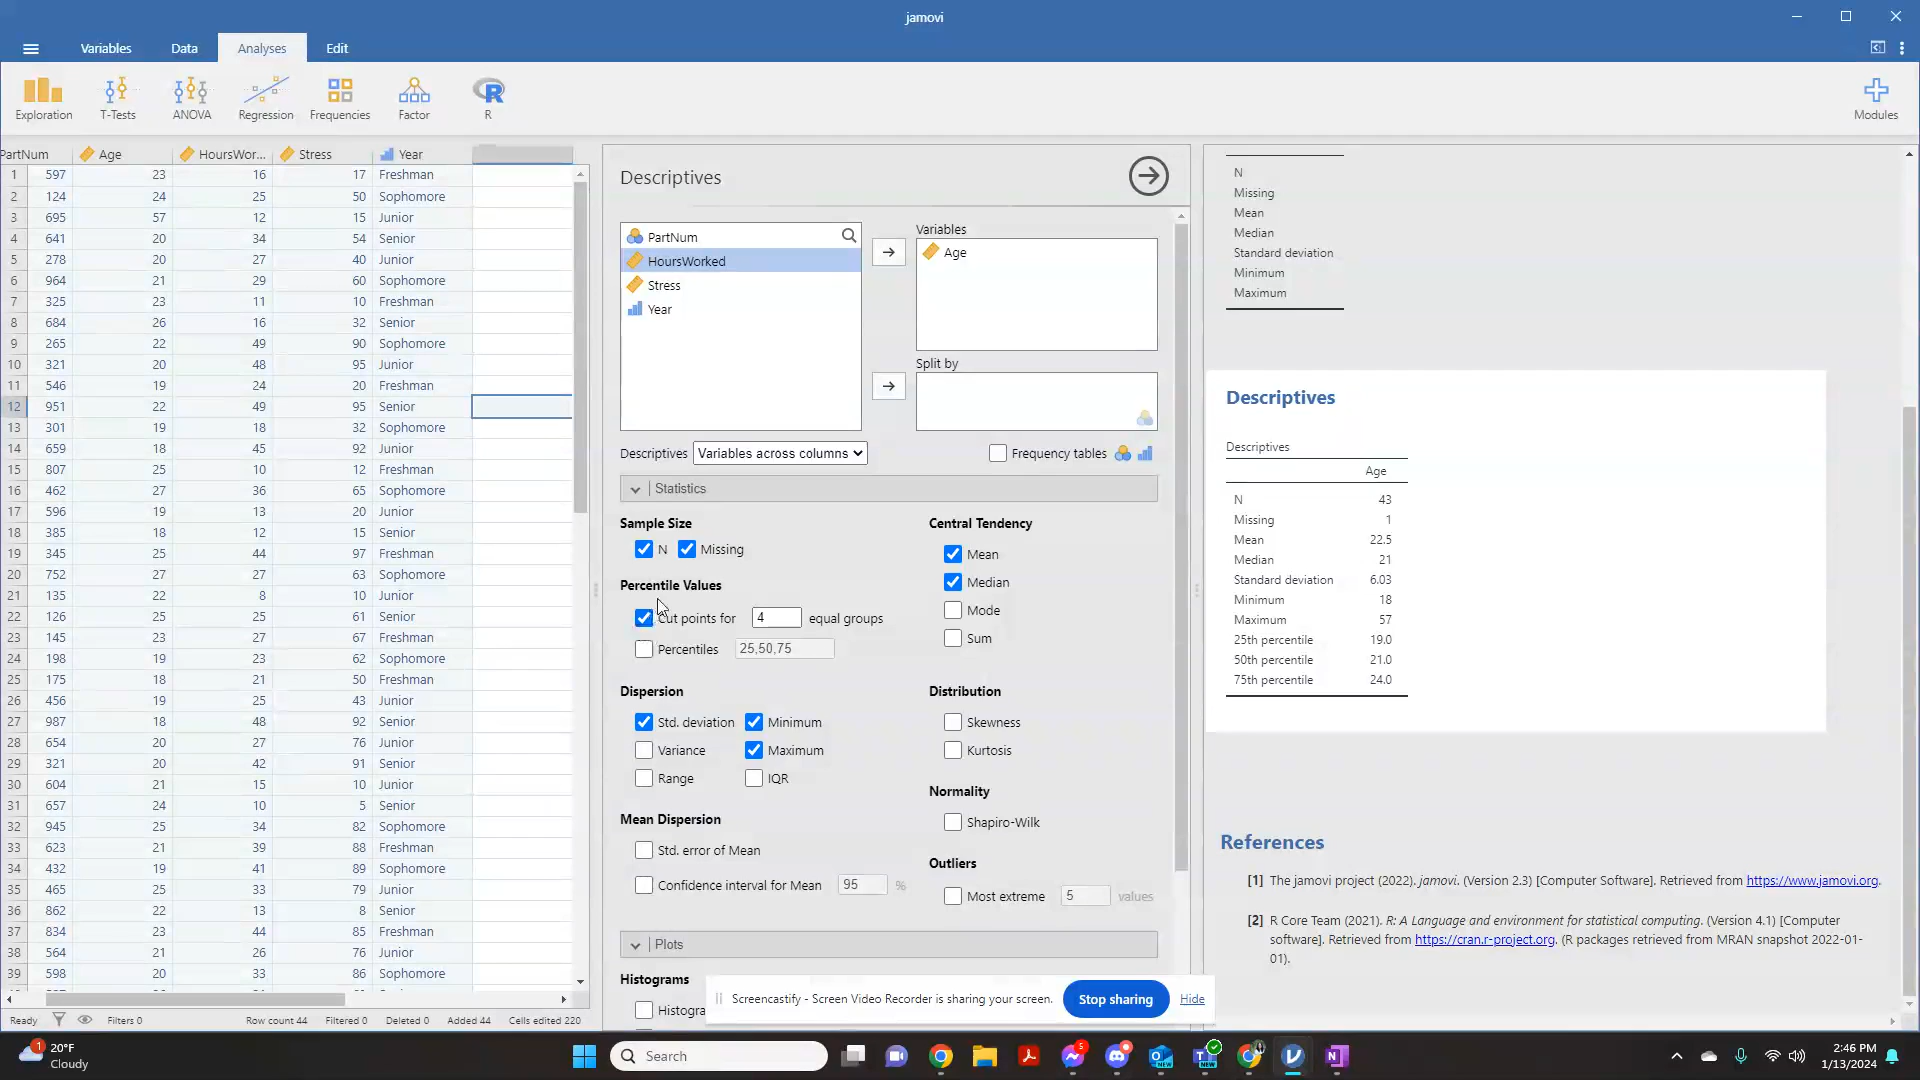 jamovi
Variables Data Analyses Edit
Exploration T-Tests ANOVA Regression Frequencies Factor R Modules
PartNum Age HoursWor... Stress Year
1 597 23 16 17 Freshman
2 124 24 25 50 Sophomore
3 695 57 12 15 Junior
4 641 20 34 54 Senior
5 278 20 27 40 Junior
6 964 21 29 60 Sophomore
7 325 23 11 10 Freshman
8 684 26 16 32 Senior
9 265 22 49 90 Sophomore
10 321 20 48 95 Junior
11 546 19 24 20 Freshman
12 951 22 49 95 Senior
13 301 19 18 32 Sophomore
14 659 18 45 92 Junior
15 807 25 10 12 Freshman
16 462 27 36 65 Sophomore
17 596 19 13 20 Junior
18 385 18 12 15 Senior
19 345 25 44 97 Freshman
20 752 27 27 63 Sophomore
21 135 22 8 10 Junior
22 126 25 25 61 Senior
23 145 23 27 67 Freshman
24 198 19 23 62 Sophomore
25 175 18 21 50 Freshman
26 456 19 25 43 Junior
27 987 18 48 92 Senior
28 654 20 27 76 Junior
29 321 20 42 91 Senior
30 604 21 15 10 Junior
31 657 24 10 5 Senior
32 945 25 34 82 Sophomore
33 623 21 39 88 Freshman
34 432 19 41 89 Sophomore
35 465 25 33 79 Junior
36 862 22 13 8 Senior
37 834 23 44 85 Freshman
38 564 21 26 76 Junior
39 598 20 33 86 Sophomore
Ready Filters 0 Row count 44 Filtered 0 Deleted 0 Added 44 Cells edited 220
Descriptives
PartNum
HoursWorked
Stress
Year
Variables
Age
Split by
Descriptives Variables across columns Frequency tables
Statistics
Sample Size
N Missing
Percentile Values
Cut points for 4 equal groups
Percentiles 25,50,75
Central Tendency
Mean
Median
Mode
Sum
Dispersion
Std. deviation Minimum
Variance Maximum
Range IQR
Distribution
Skewness
Kurtosis
Mean Dispersion
Std. error of Mean
Confidence interval for Mean 95 %
Normality
Shapiro-Wilk
Outliers
Most extreme 5 values
Plots
Histograms
Histogra
N
Missing
Mean
Median
Standard deviation
Minimum
Maximum
Descriptives
Descriptives
Age
N 43
Missing 1
Mean 22.5
Median 21
Standard deviation 6.03
Minimum 18
Maximum 57
25th percentile 19.0
50th percentile 21.0
75th percentile 24.0
References
[1] The jamovi project (2022). jamovi. (Version 2.3) [Computer Software]. Retrieved from https://www.jamovi.org.
[2] R Core Team (2021). R: A Language and environment for statistical computing. (Version 4.1) [Computer
software]. Retrieved from https://cran.r-project.org. (R packages retrieved from MRAN snapshot 2022-01-
01).
Screencastify - Screen Video Recorder is sharing your screen. Stop sharing Hide
1 20°F
Cloudy
Search
5
NEW
NEW
2:46 PM
1/13/2024